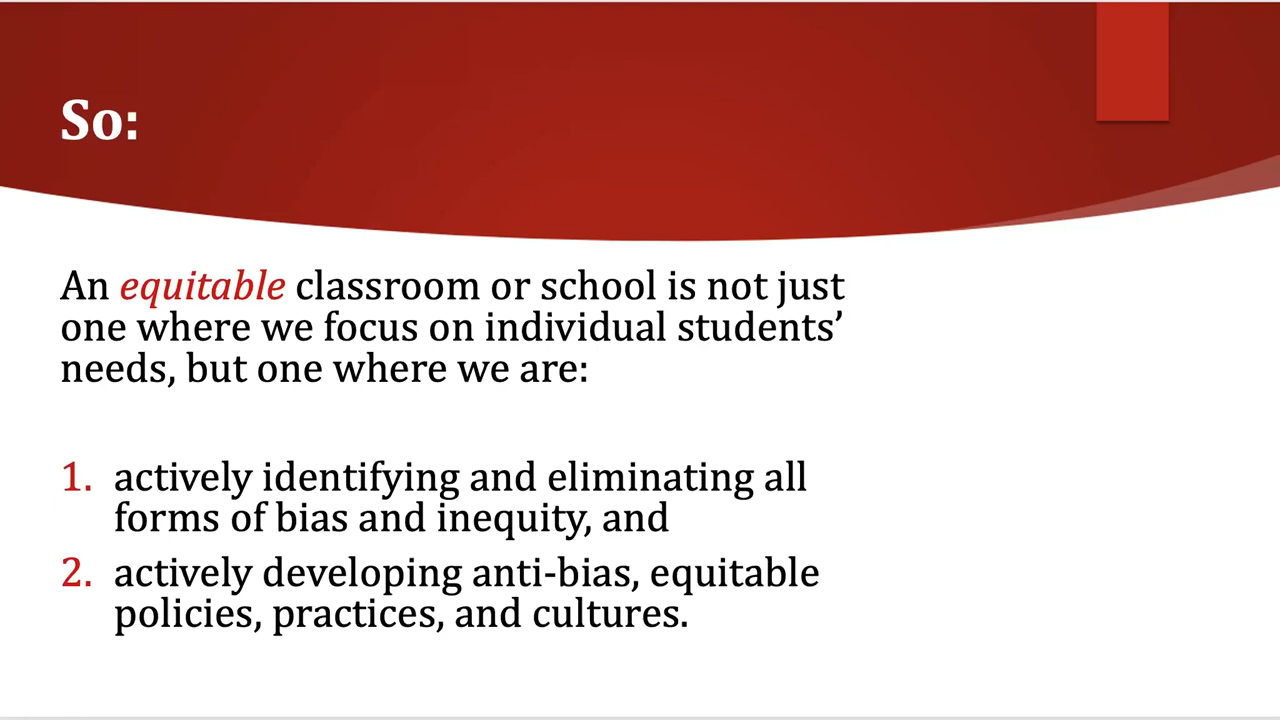 So:
An equitable classroom or school is not just
one where we focus on individual students’
needs, but one where we are:
1. actively identifying and eliminating all
forms of bias and inequity, and
2. actively developing anti-bias, equitable
policies, practices, and cultures.